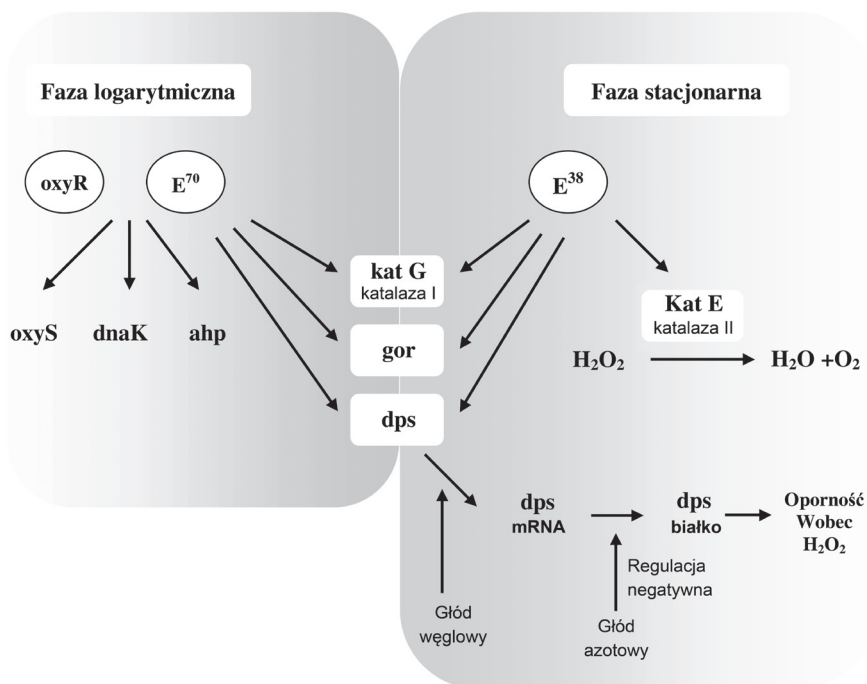 Faza logarytmiczna
Faza stacjonarna
oxyR
E⁷⁰
E³⁸
oxyS
dnaK
ahp
kat G
katalaza I
gor
dps
Kat E
katalaza II
H₂O₂
H₂O +O₂
dps
mRNA
dps
białko
Oporność
Wobec
H₂O₂
Głód
węglowy
Regulacja
negatywna
Głód
azotowy